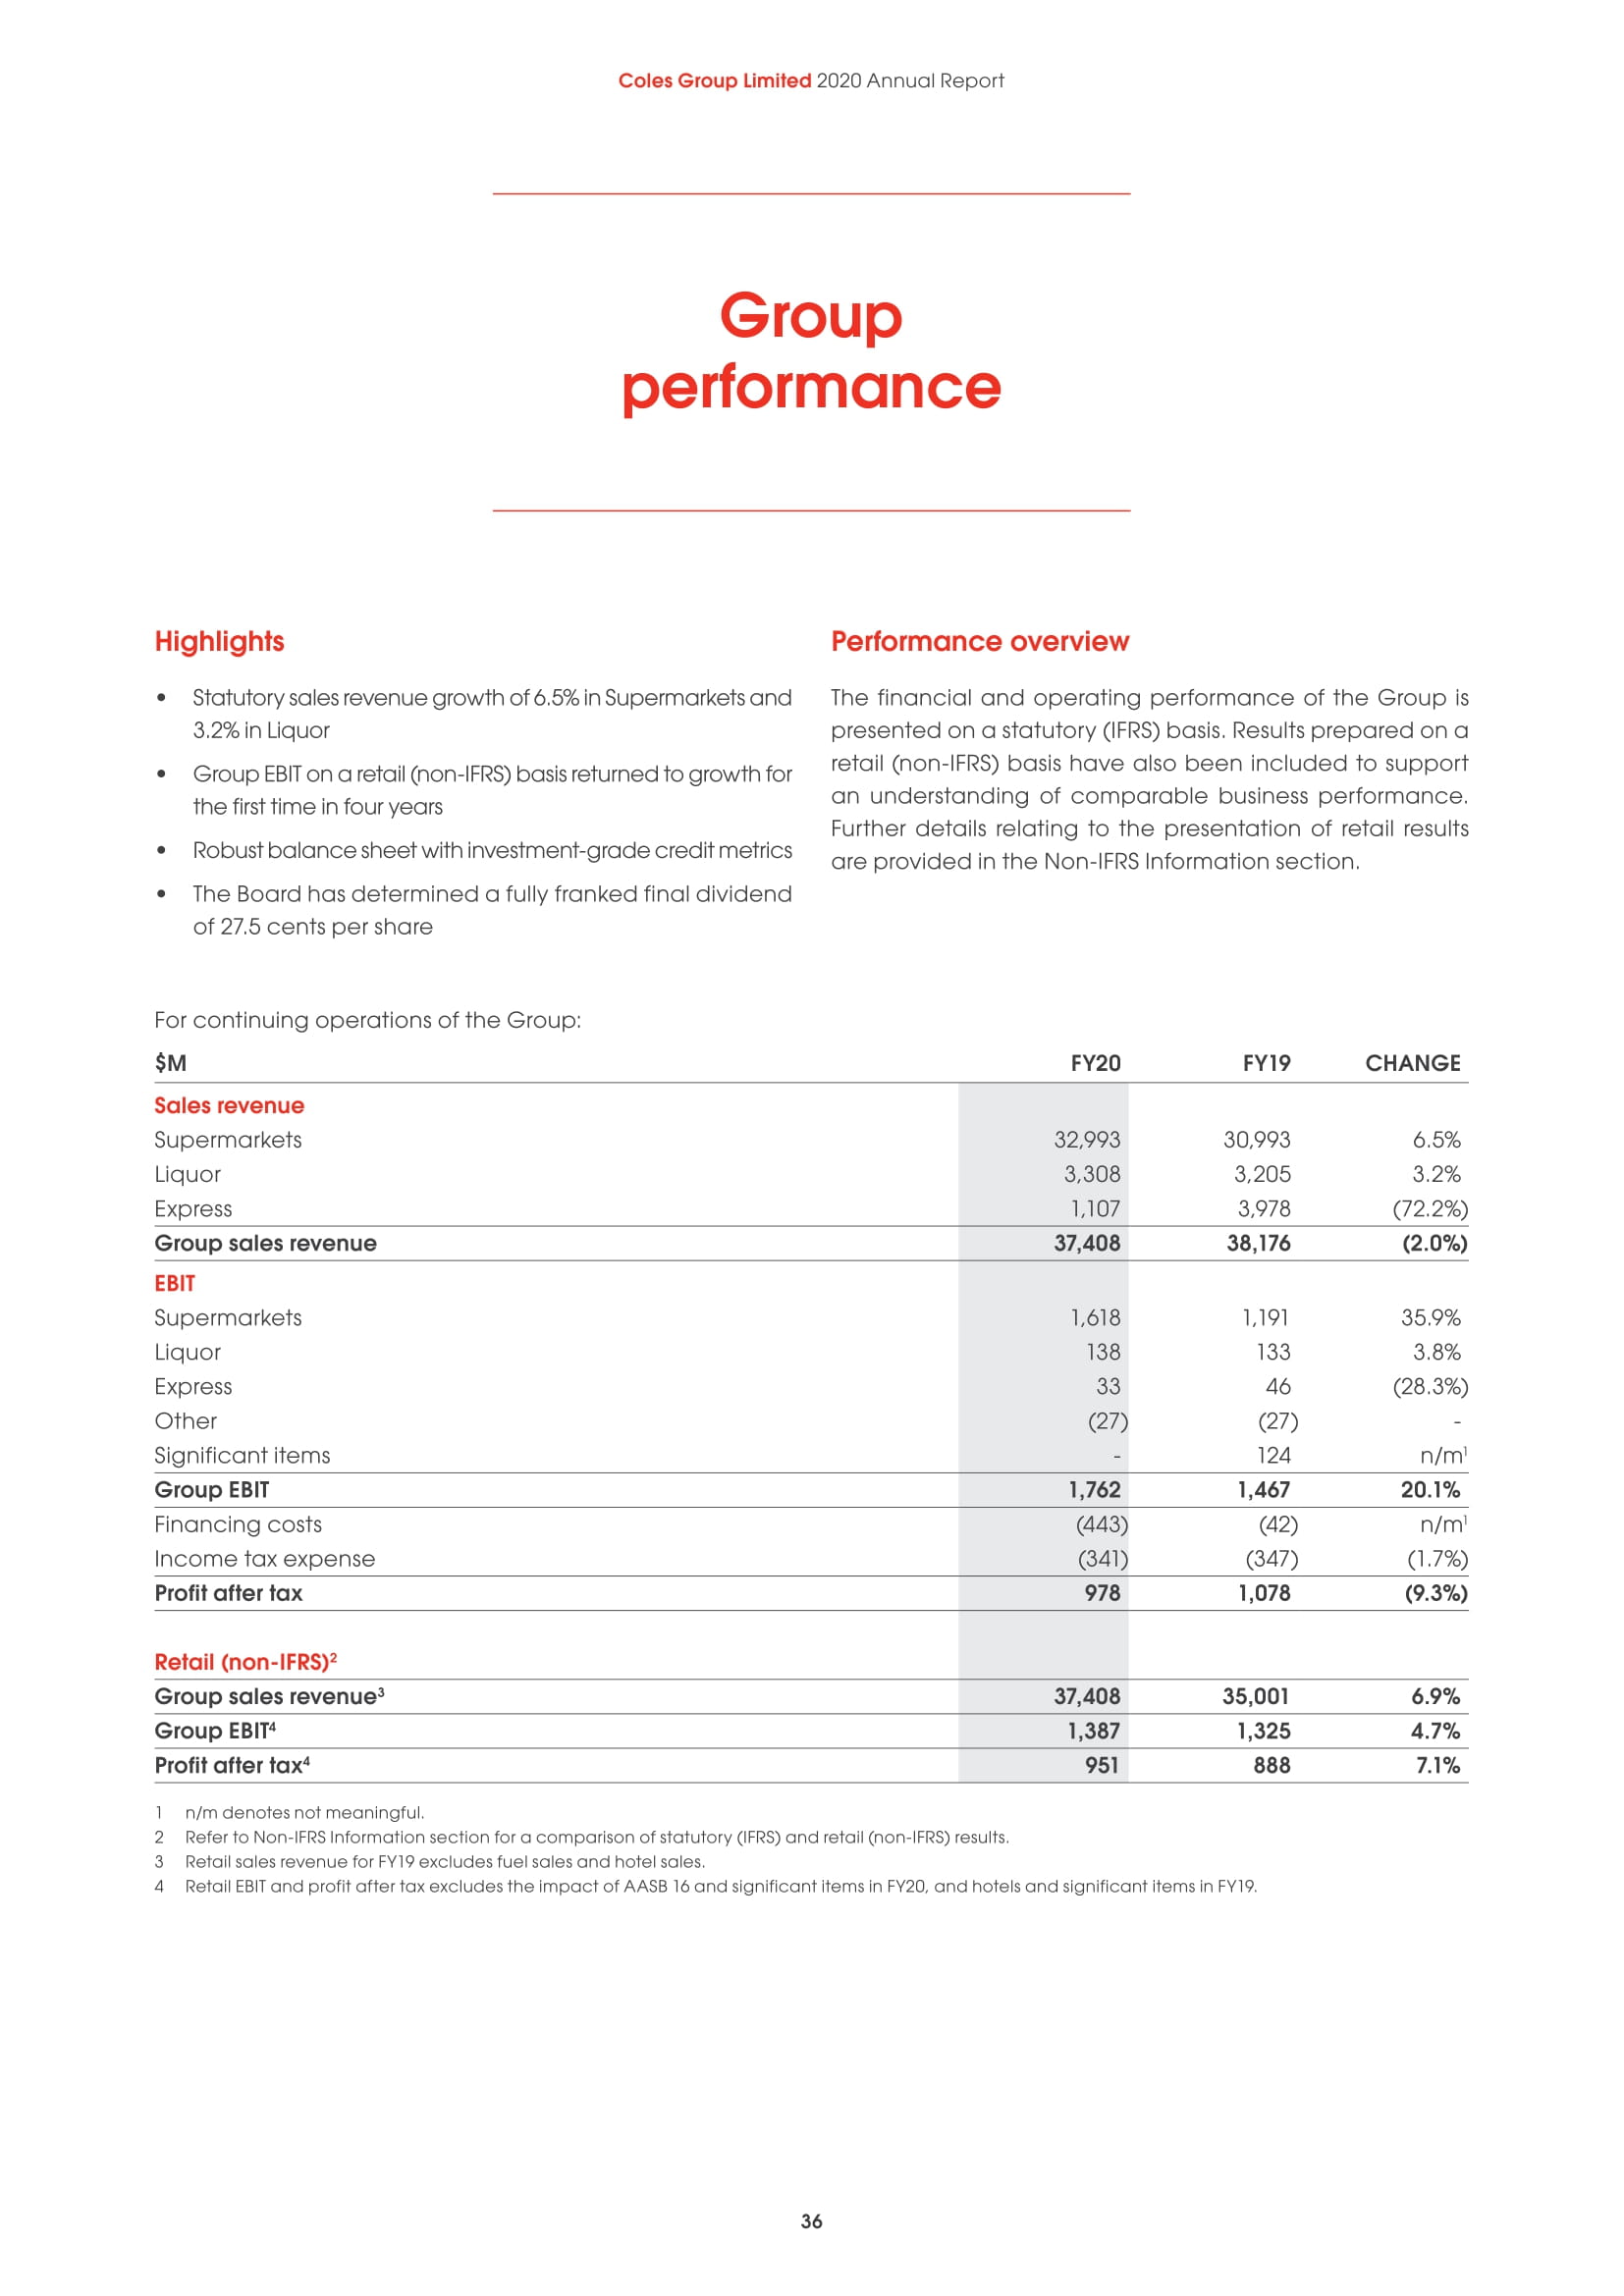 Coles Group Limited 2020 Annual Report
Group
performance
Highlights
• Statutory sales revenue growth of 6.5% in Supermarkets and
3.2% in Liquor
• Group EBIT on a retail (non-IFRS) basis returned to growth for
the first time in four years
• Robust balance sheet with investment-grade credit metrics
• The Board has determined a fully franked final dividend
of 27.5 cents per share
Performance overview
The financial and operating performance of the Group is
presented on a statutory (IFRS) basis. Results prepared on a
retail (non-IFRS) basis have also been included to support
an understanding of comparable business performance.
Further details relating to the presentation of retail results
are provided in the Non-IFRS Information section.
For continuing operations of the Group:
$M FY20 FY19 CHANGE
Sales revenue
Supermarkets 32,993 30,993 6.5%
Liquor 3,308 3,205 3.2%
Express 1,107 3,978 (72.2%)
Group sales revenue 37,408 38,176 (2.0%)
EBIT
Supermarkets 1,618 1,191 35.9%
Liquor 138 133 3.8%
Express 33 46 (28.3%)
Other (27) (27) -
Significant items - 124 n/m¹
Group EBIT 1,762 1,467 20.1%
Financing costs (443) (42) n/m¹
Income tax expense (341) (347) (1.7%)
Profit after tax 978 1,078 (9.3%)
Retail (non-IFRS)²
Group sales revenue³ 37,408 35,001 6.9%
Group EBIT⁴ 1,387 1,325 4.7%
Profit after tax⁴ 951 888 7.1%
1 n/m denotes not meaningful.
2 Refer to Non-IFRS Information section for a comparison of statutory (IFRS) and retail (non-IFRS) results.
3 Retail sales revenue for FY19 excludes fuel sales and hotel sales.
4 Retail EBIT and profit after tax excludes the impact of AASB 16 and significant items in FY20, and hotels and significant items in FY19.
36